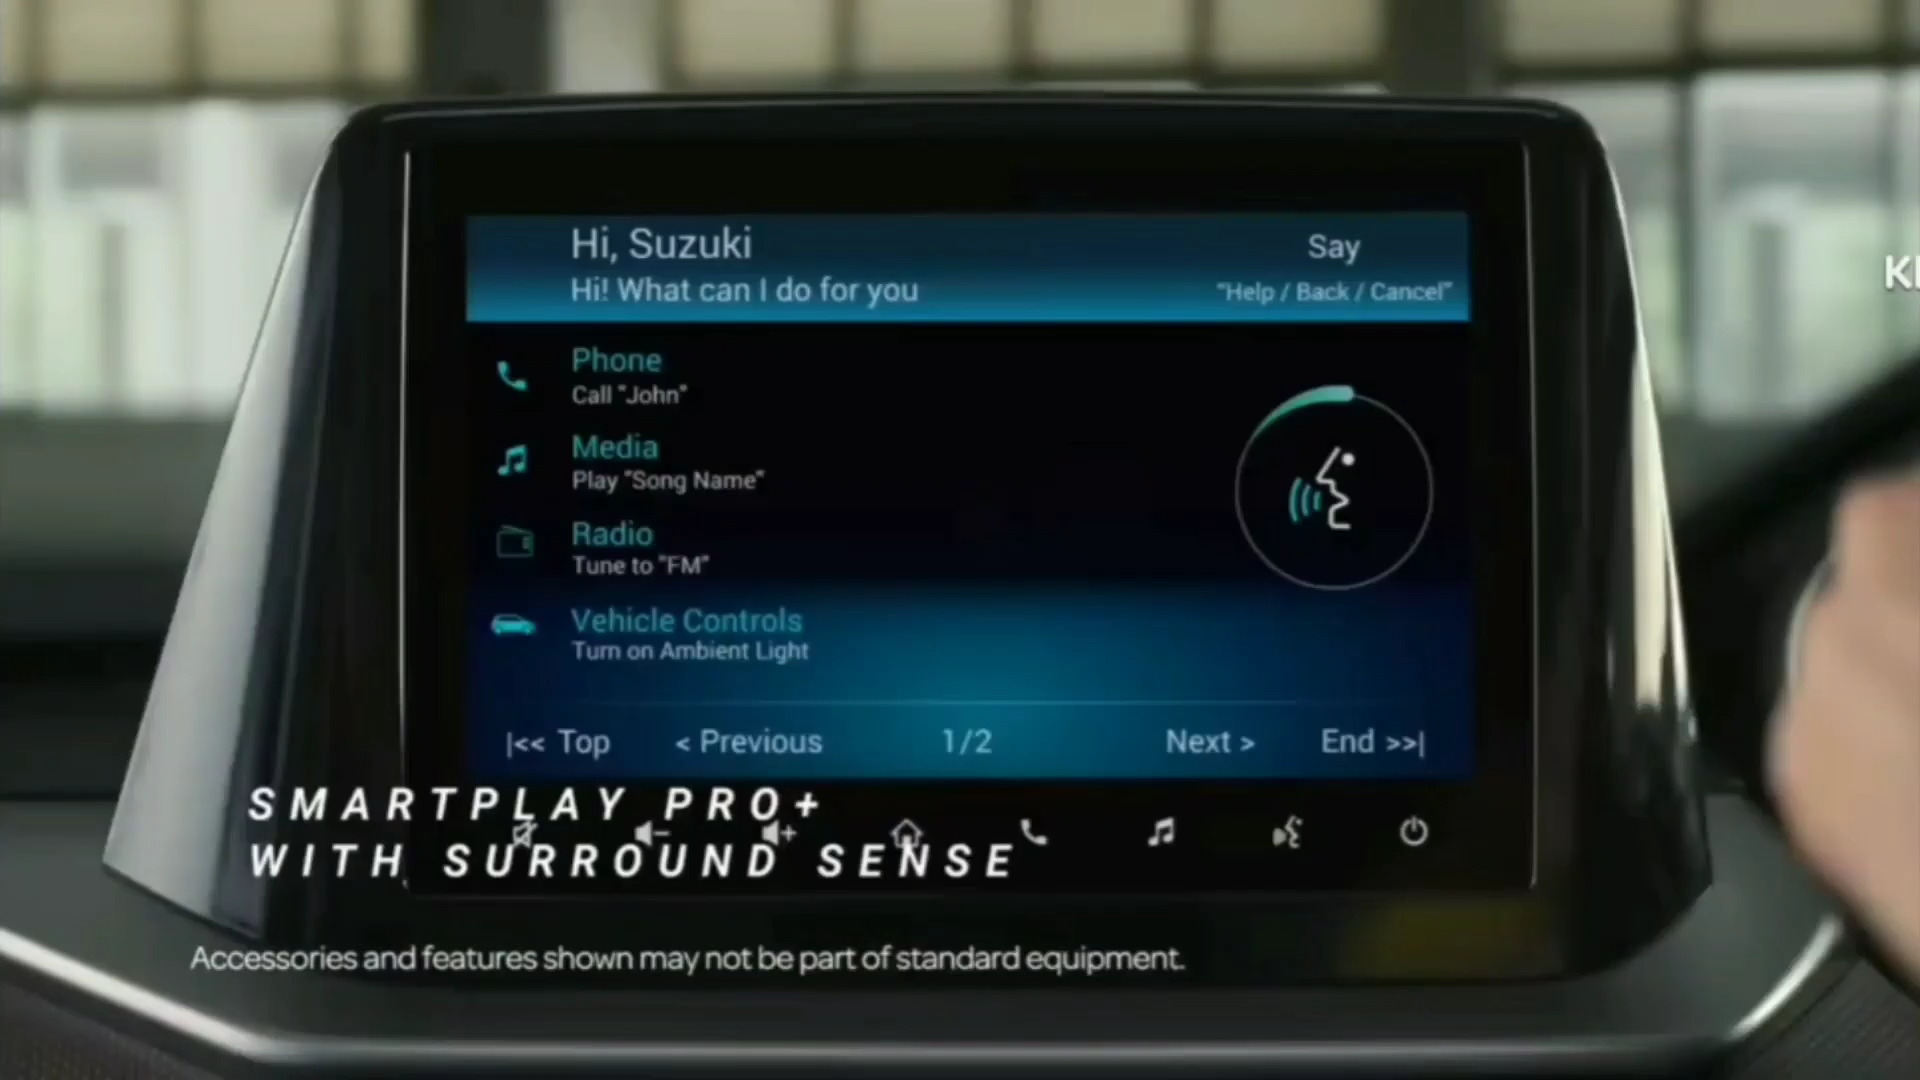 Hi, Suzuki
Hi! What can I do for you
Say
"Help / Back / Cancel"
Phone
Call "John"
Media
Play "Song Name"
Radio
Tune to "FM"
Vehicle Controls
Turn on Ambient Light
|<< Top
< Previous
1/2
Next >
End >>|
SMARTPLAY PRO+
WITH SURROUND SENSE
Accessories and features shown may not be part of standard equipment.